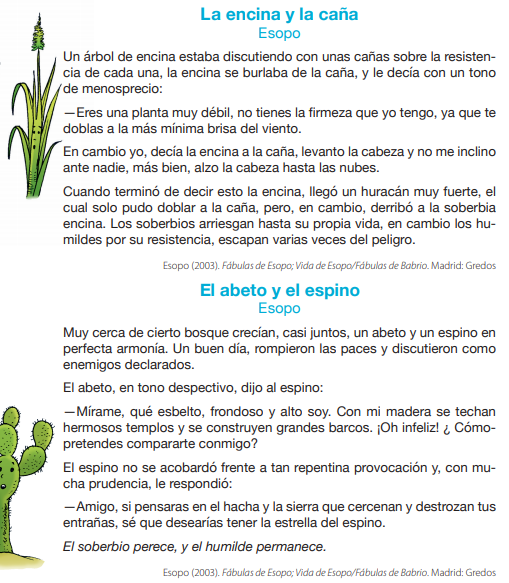 La encina y la caña
Esopo
Un árbol de encina estaba discutiendo con unas cañas sobre la resisten-
cia de cada una, la encina se burlaba de la caña, y le decía con un tono
de menosprecio:
—Eres una planta muy débil, no tienes la firmeza que yo tengo, ya que te
doblas a la más mínima brisa del viento.
En cambio yo, decía la encina a la caña, levanto la cabeza y no me inclino
ante nadie, más bien, alzo la cabeza hasta las nubes.
Cuando terminó de decir esto la encina, llegó un huracán muy fuerte, el
cual solo pudo doblar a la caña, pero, en cambio, derribó a la soberbia
encina. Los soberbios arriesgan hasta su propia vida, en cambio los hu-
mildes por su resistencia, escapan varias veces del peligro.
Esopo (2003). Fábulas de Esopo; Vida de Esopo/Fábulas de Babrio. Madrid: Gredos
El abeto y el espino
Esopo
Muy cerca de cierto bosque crecían, casi juntos, un abeto y un espino en
perfecta armonía. Un buen día, rompieron las paces y discutieron como
enemigos declarados.
El abeto, en tono despectivo, dijo al espino:
—Mírame, qué esbelto, frondoso y alto soy. Con mi madera se techan
hermosos templos y se construyen grandes barcos. ¡Oh infeliz! ¿ Cómo-
pretendes compararte conmigo?
El espino no se acobardó frente a tan repentina provocación y, con mu-
cha prudencia, le respondió:
—Amigo, si pensaras en el hacha y la sierra que cercenan y destrozan tus
entrañas, sé que desearías tener la estrella del espino.
El soberbio perece, y el humilde permanece.
Esopo (2003). Fábulas de Esopo; Vida de Esopo/Fábulas de Babrio. Madrid: Gredos